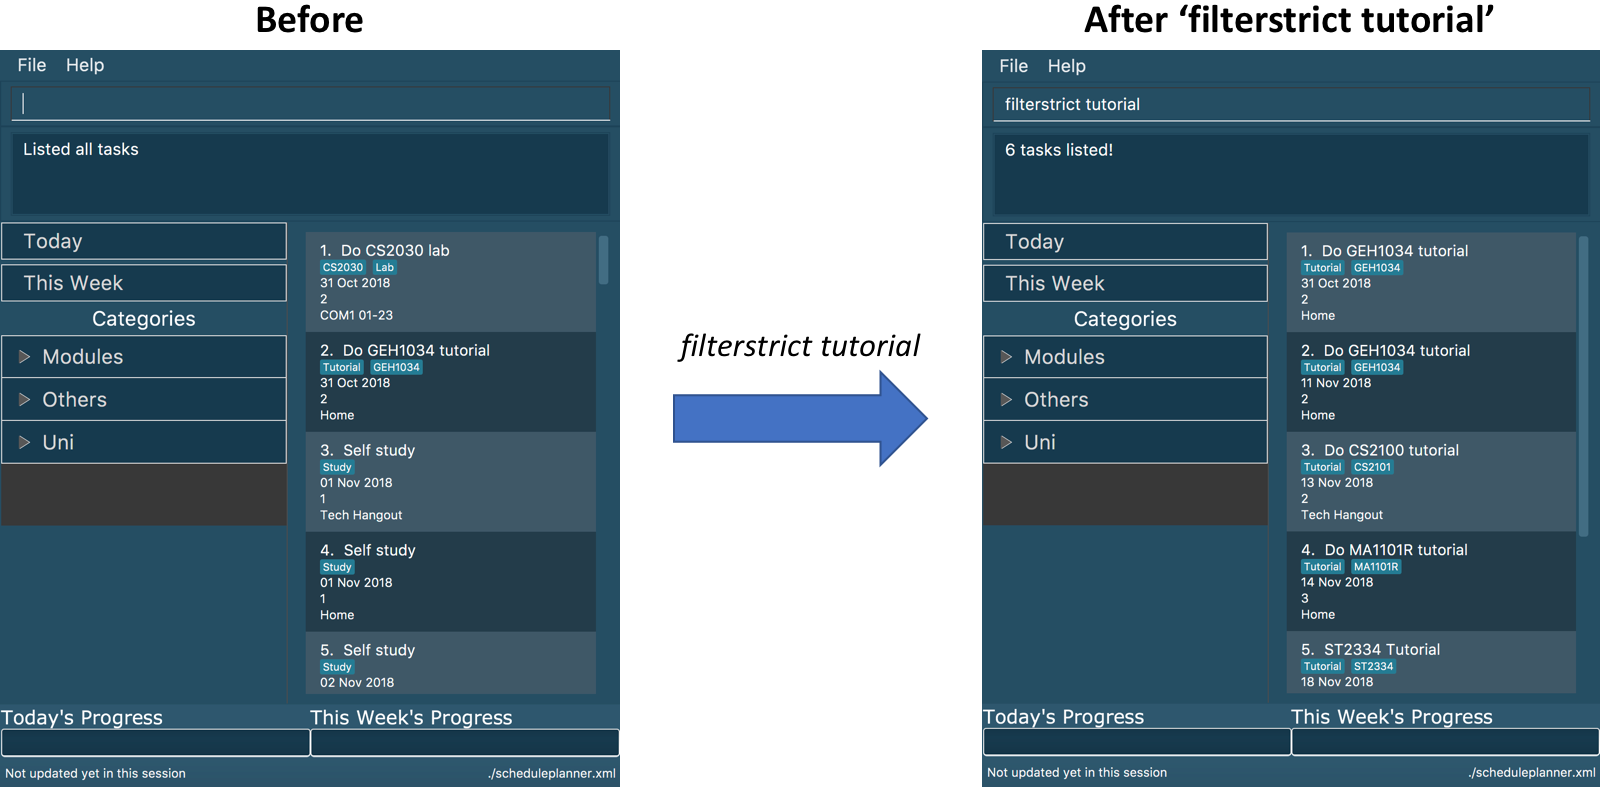 Before
File Help
Listed all tasks
Today
This Week
Categories
Modules
Others
Uni
1. Do CS2030 lab
CS2030 Lab
31 Oct 2018
2
COM1 01-23
2. Do GEH1034 tutorial
Tutorial GEH1034
31 Oct 2018
2
Home
3. Self study
Study
01 Nov 2018
1
Tech Hangout
4. Self study
Study
01 Nov 2018
1
Home
5. Self study
Study
02 Nov 2018
Today's Progress This Week's Progress
Not updated yet in this session ./scheduleplanner.xml
filterstrict tutorial
After ‘filterstrict tutorial’
File Help
filterstrict tutorial
6 tasks listed!
Today
This Week
Categories
Modules
Others
Uni
1. Do GEH1034 tutorial
Tutorial GEH1034
31 Oct 2018
2
Home
2. Do GEH1034 tutorial
Tutorial GEH1034
11 Nov 2018
2
Home
3. Do CS2100 tutorial
Tutorial CS2101
13 Nov 2018
2
Tech Hangout
4. Do MA1101R tutorial
Tutorial MA1101R
14 Nov 2018
3
Home
5. ST2334 Tutorial
Tutorial ST2334
18 Nov 2018
Today's Progress This Week's Progress
Not updated yet in this session ./scheduleplanner.xml